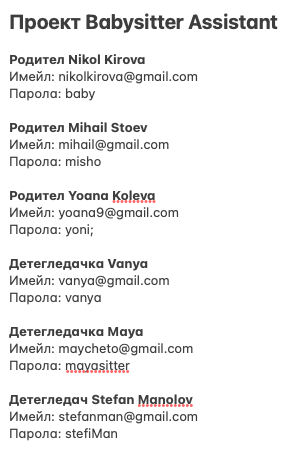 Проект Babysitter Assistant
Родител Nikol Kirova
Имейл: nikolkirova@gmail.com
Парола: baby
Родител Mihail Stoev
Имейл: mihail@gmail.com
Парола: misho
Родител Yoana Koleva
Имейл: yoana9@gmail.com
Парола: yoni;
Детегледачка Vanya
Имейл: vanya@gmail.com
Парола: vanya
Детегледачка Maya
Имейл: maycheto@gmail.com
Парола: mayasitter
Детегледач Stefan Manolov
Имейл: stefanman@gmail.com
Парола: stefiMan